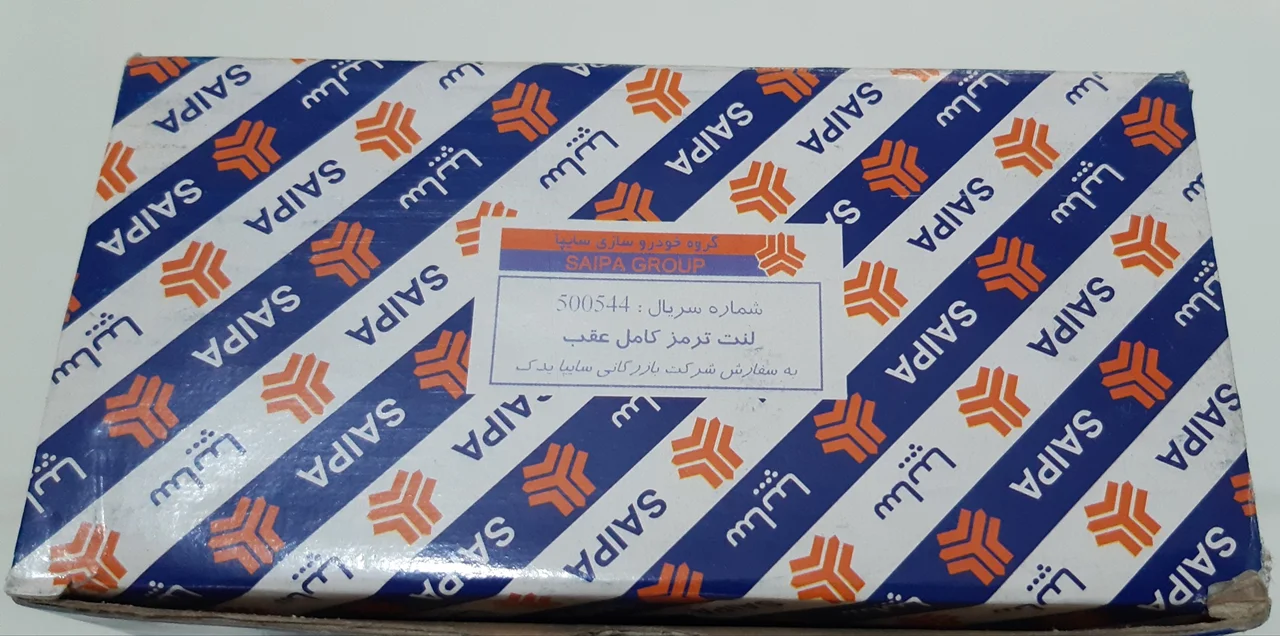 گروه خودرو سازی سایپا
SAIPA GROUP
شماره سریال : 500544
لنت ترمز کامل عقب
به سفارش شرکت بازرگانی سایپا یدک
SAIPA
سایپا